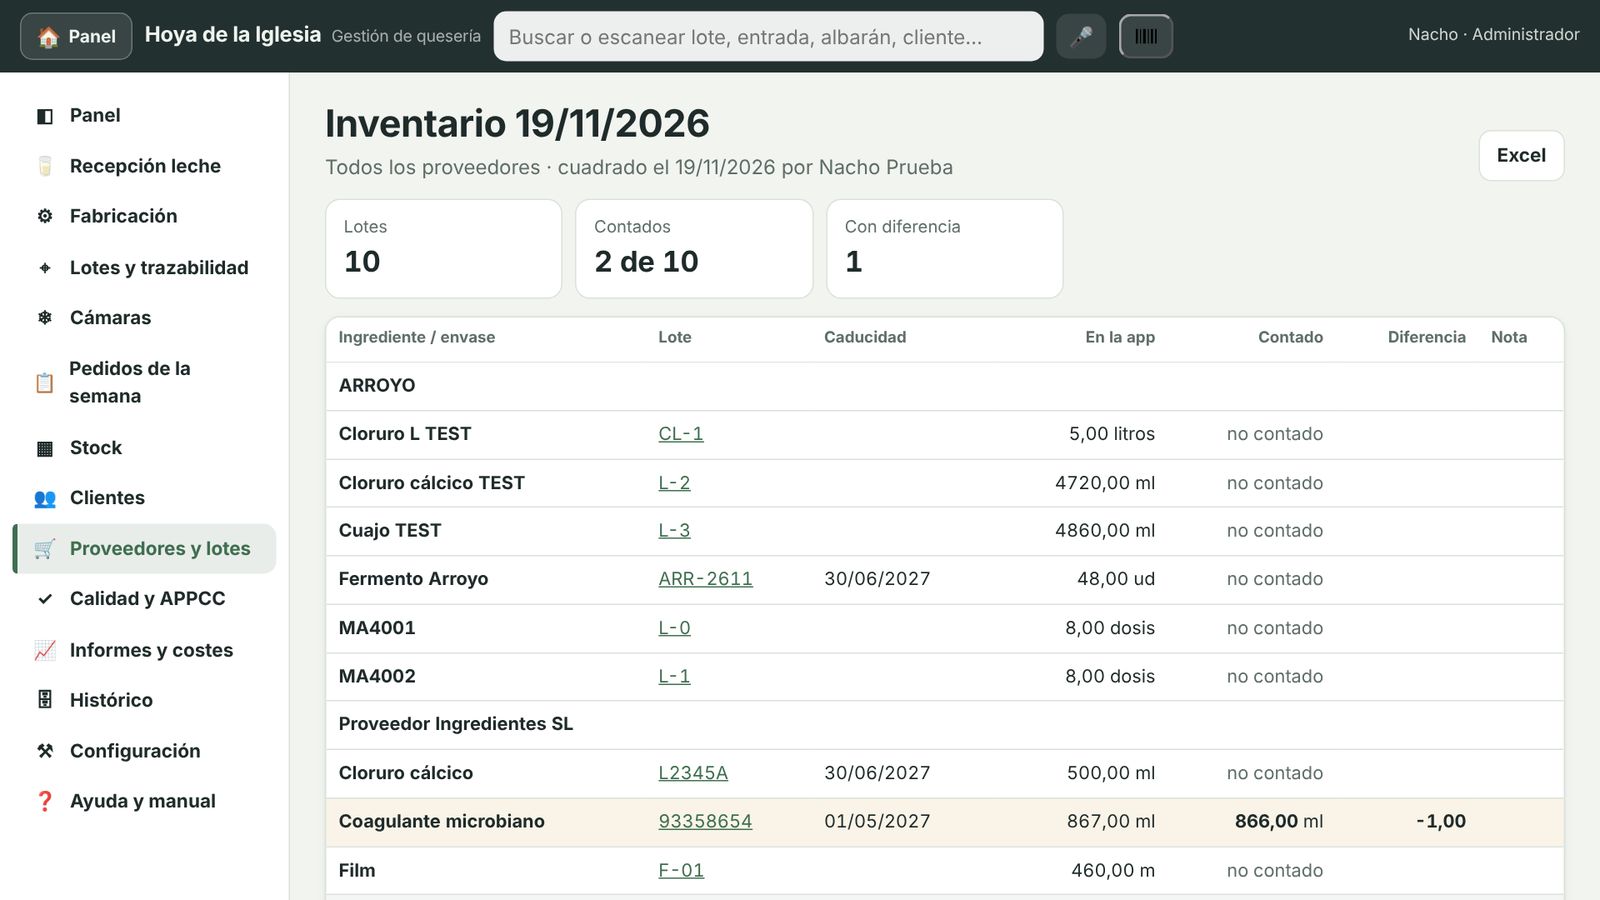 Panel
Hoya de la Iglesia Gestión de quesería
Buscar o escanear lote, entrada, albarán, cliente...
Nacho · Administrador
Panel
Recepción leche
Fabricación
Lotes y trazabilidad
Cámaras
Pedidos de la
semana
Stock
Clientes
Proveedores y lotes
Calidad y APPCC
Informes y costes
Histórico
Configuración
Ayuda y manual
Inventario 19/11/2026
Todos los proveedores · cuadrado el 19/11/2026 por Nacho Prueba
Excel
Lotes
10
Contados
2 de 10
Con diferencia
1
Ingrediente / envase Lote Caducidad En la app Contado Diferencia Nota
ARROYO
Cloruro L TEST CL-1 5,00 litros no contado
Cloruro cálcico TEST L-2 4720,00 ml no contado
Cuajo TEST L-3 4860,00 ml no contado
Fermento Arroyo ARR-2611 30/06/2027 48,00 ud no contado
MA4001 L-0 8,00 dosis no contado
MA4002 L-1 8,00 dosis no contado
Proveedor Ingredientes SL
Cloruro cálcico L2345A 30/06/2027 500,00 ml no contado
Coagulante microbiano 93358654 01/05/2027 867,00 ml 866,00 ml -1,00
Film F-01 460,00 m no contado